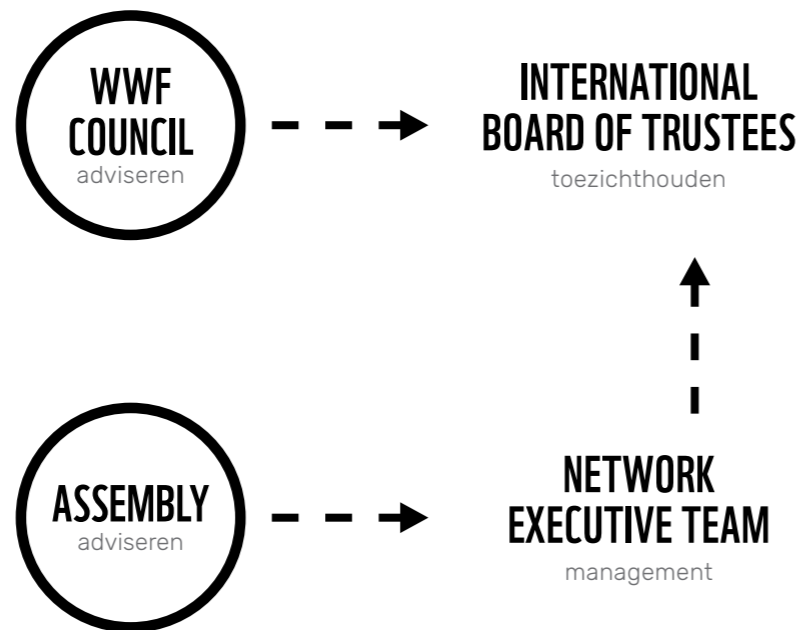 WWF
COUNCIL
adviseren
INTERNATIONAL
BOARD OF TRUSTEES
toezichthouden
ASSEMBLY
adviseren
NETWORK
EXECUTIVE TEAM
management